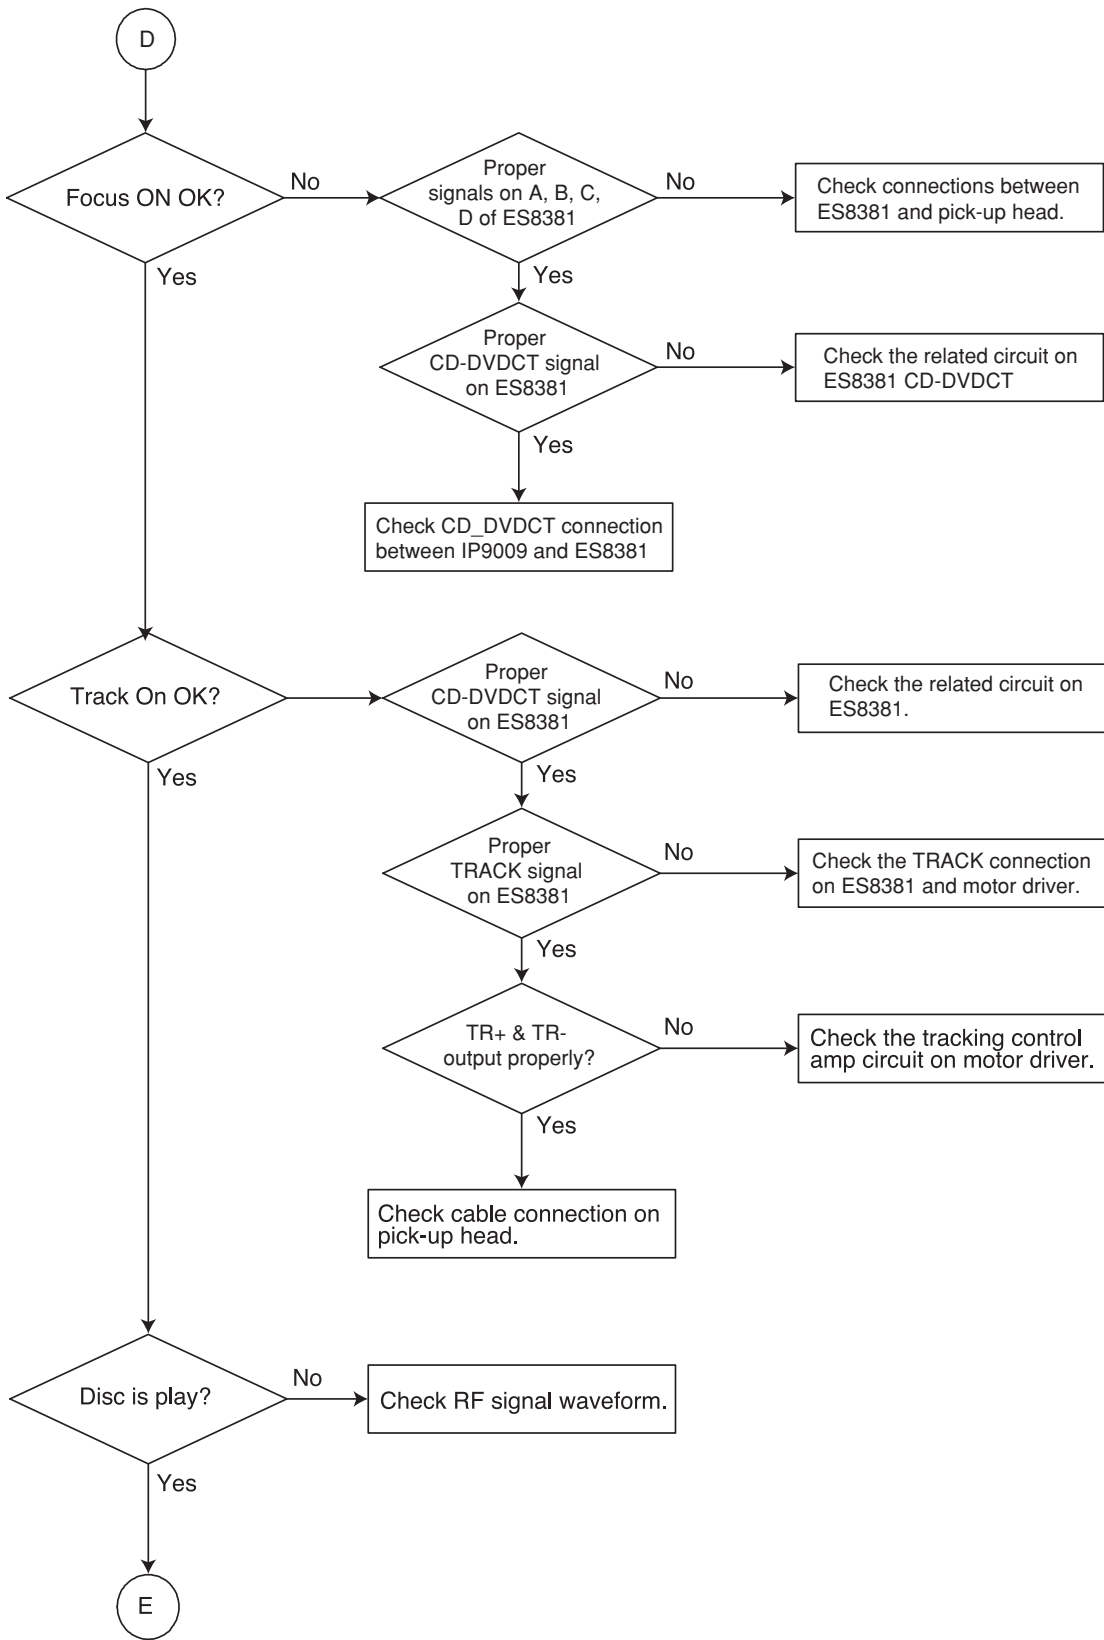 D
Focus ON OK?
No
Proper
signals on A, B, C,
D of ES8381
No
Check connections between
ES8381 and pick-up head.
Yes
Yes
Proper
CD-DVDCT signal
on ES8381
No
Check the related circuit on
ES8381 CD-DVDCT
Yes
Check CD_DVDCT connection
between IP9009 and ES8381
Track On OK?
Proper
CD-DVDCT signal
on ES8381
No
Check the related circuit on
ES8381.
Yes
Yes
Proper
TRACK signal
on ES8381
No
Check the TRACK connection
on ES8381 and motor driver.
Yes
TR+ & TR-
output properly?
No
Check the tracking control
amp circuit on motor driver.
Yes
Check cable connection on
pick-up head.
Disc is play?
No
Check RF signal waveform.
Yes
E